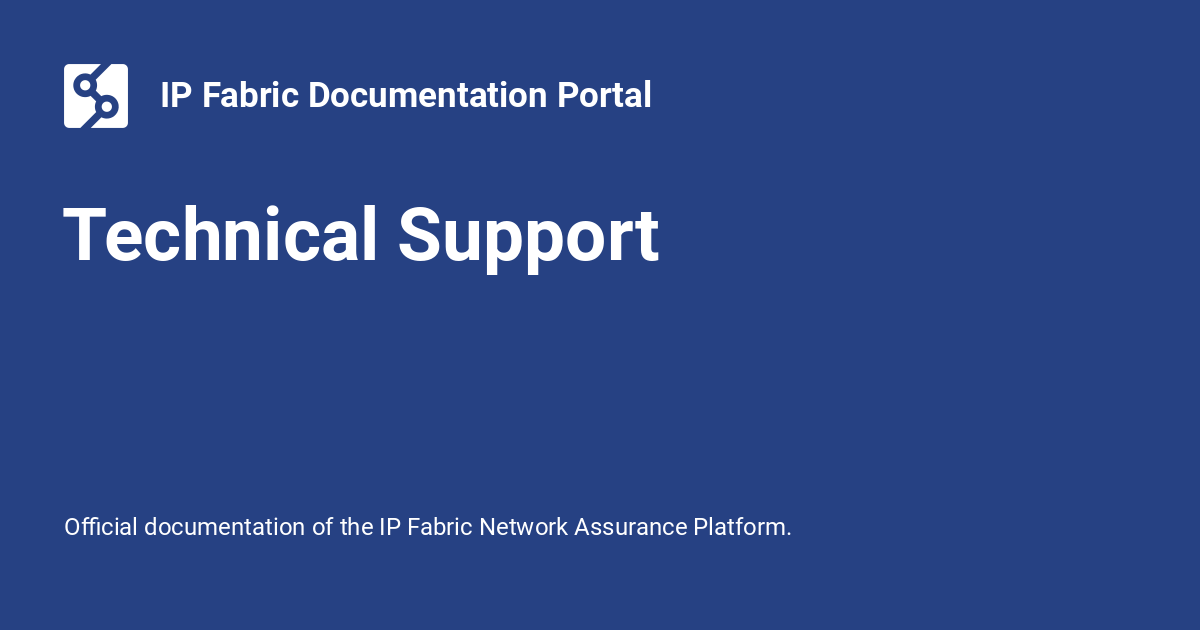 IP Fabric Documentation Portal
Technical Support
Official documentation of the IP Fabric Network Assurance Platform.